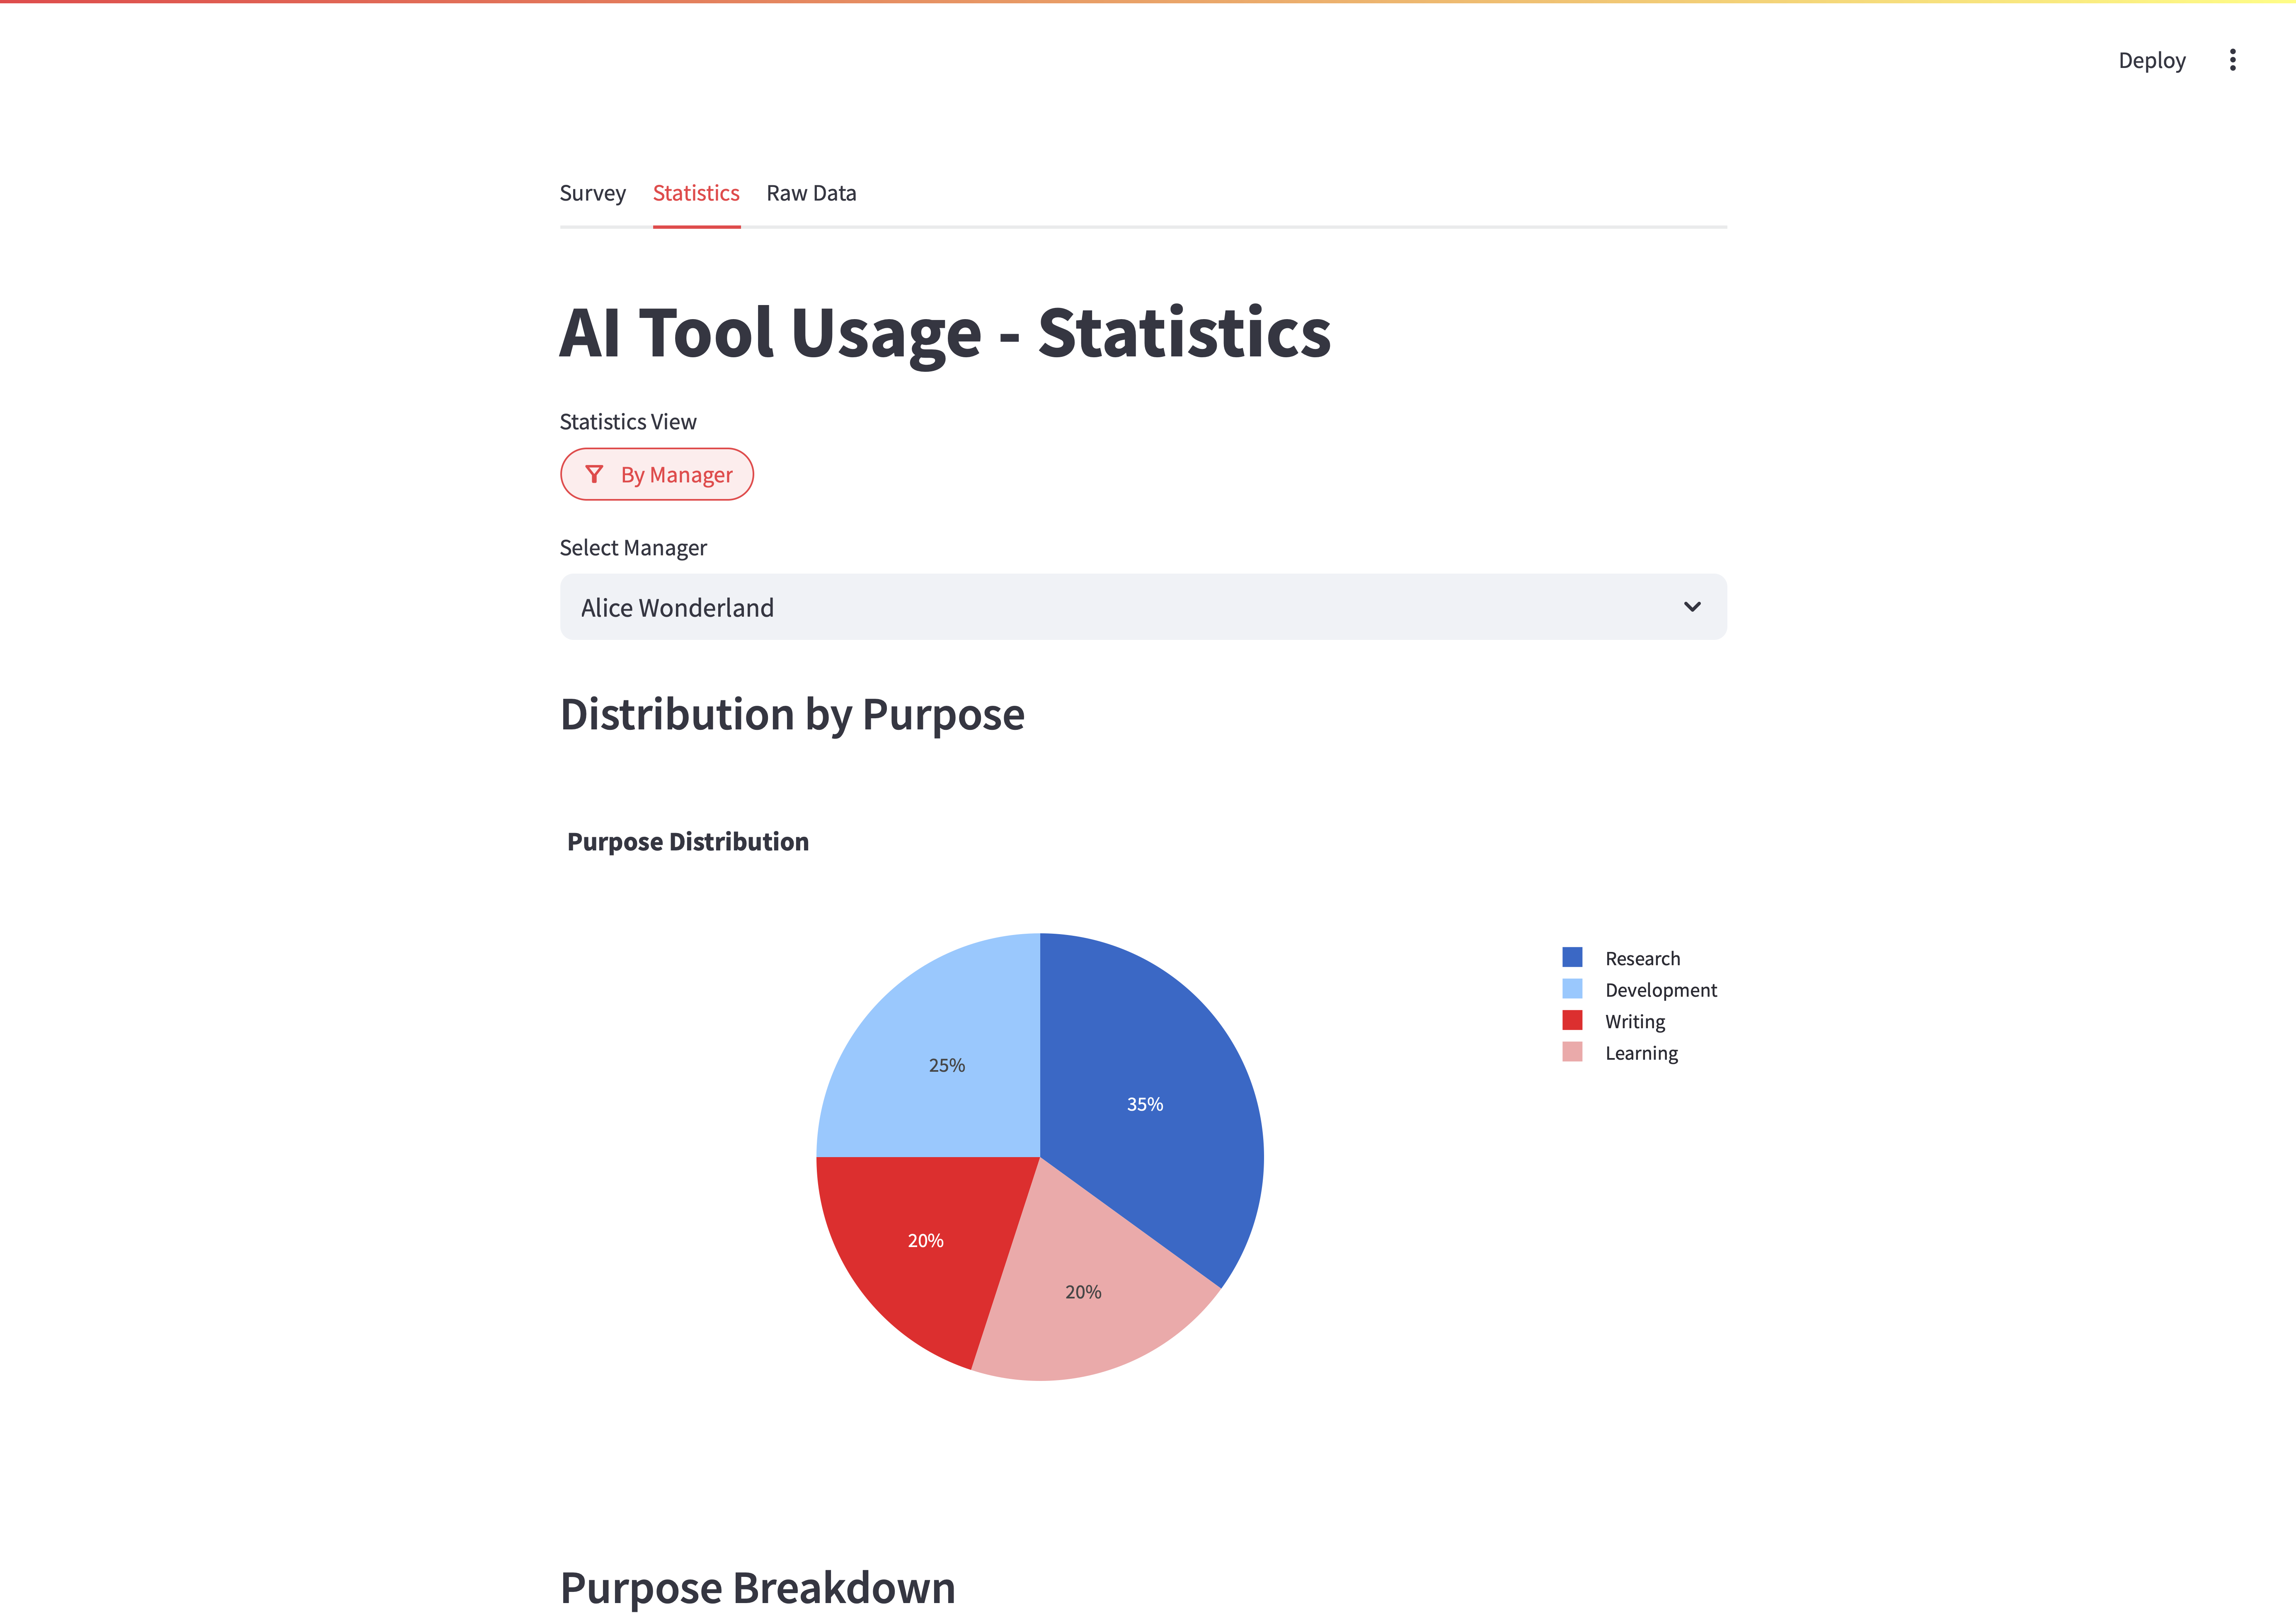 Deploy
Survey Statistics Raw Data
AI Tool Usage - Statistics
Statistics View
By Manager
Select Manager
Alice Wonderland
Distribution by Purpose
Purpose Distribution
Research
Development
Writing
Learning
25%
35%
20%
20%
Purpose Breakdown